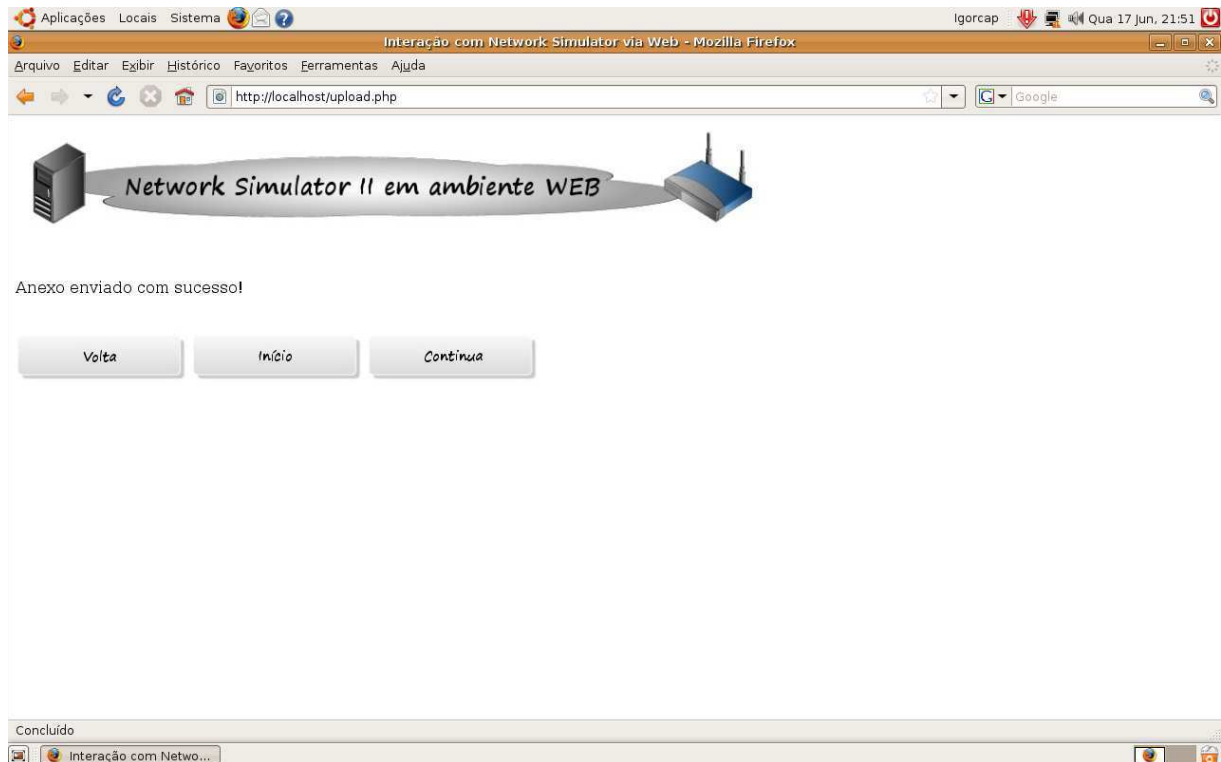 Aplicações Locais Sistema
Igorcap Qua 17 Jun, 21:51
Interação com Network Simulator via Web - Mozilla Firefox
Arquivo Editar Exibir Histórico Favoritos Ferramentas Ajuda
http://localhost/upload.php
G Google
Network Simulator II em ambiente WEB
Anexo enviado com sucesso!
Volta Início Continua
Concluído
Interação com Netwo...